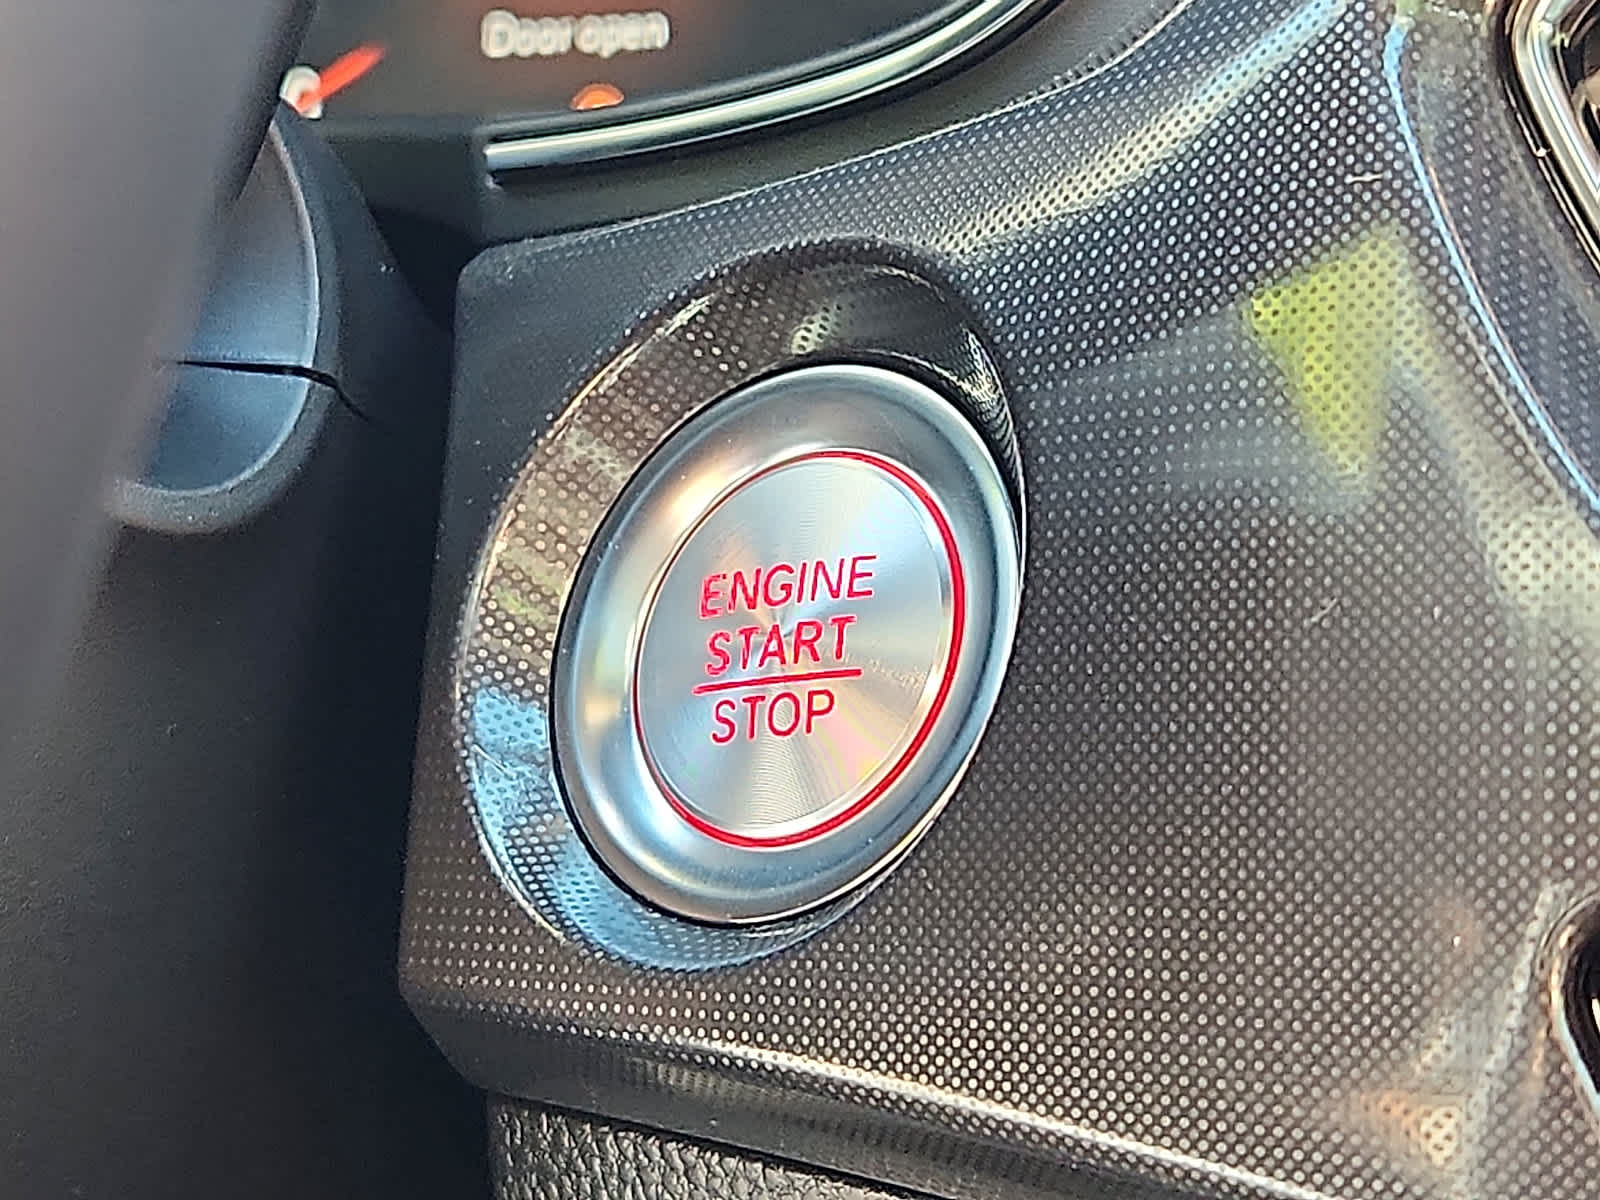 Door open
ENGINE
START
STOP